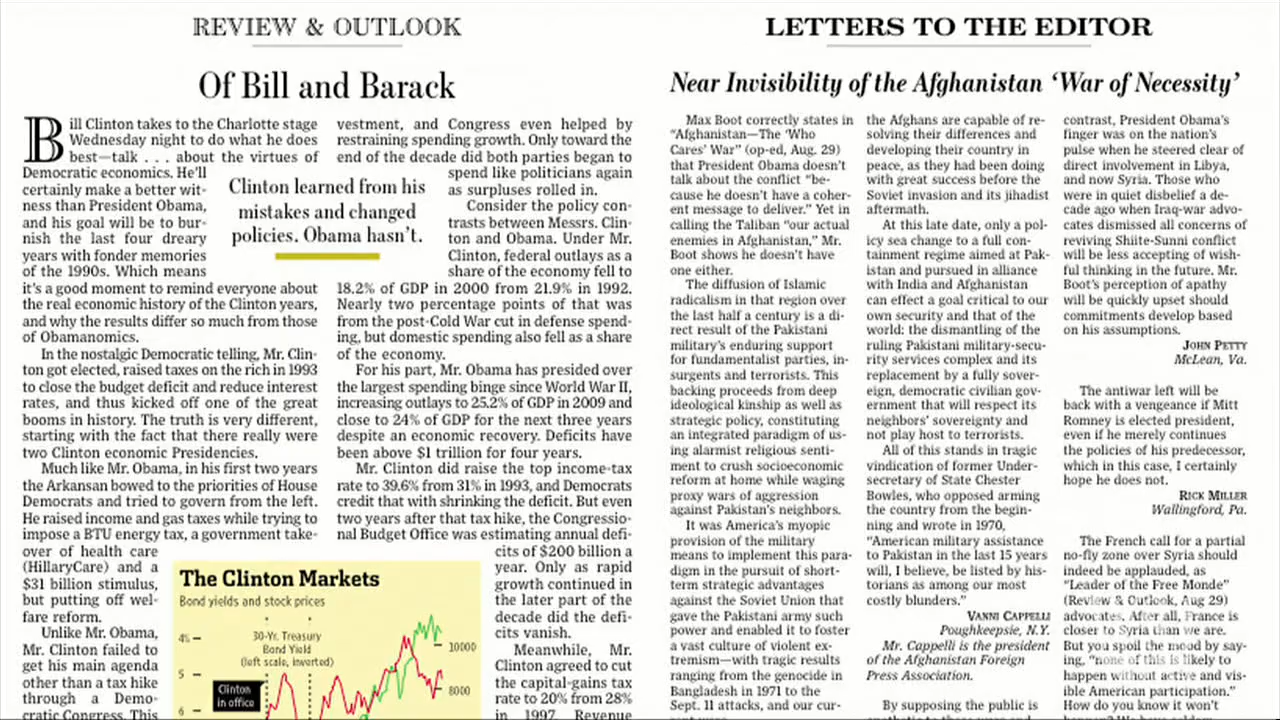 REVIEW & OUTLOOK
Of Bill and Barack
Bill Clinton takes to the Charlotte stage
Wednesday night to do what he does
best—talk . . . about the virtues of
Democratic economics. He'll
certainly make a better wit-
ness than President Obama,
and his goal will be to bur-
nish the last four dreary
years with fonder memories
of the 1990s. Which means
it's a good moment to remind everyone about
the real economic history of the Clinton years,
and why the results differ so much from those
of Obamanomics.
In the nostalgic Democratic telling, Mr. Clin-
ton got elected, raised taxes on the rich in 1993
to close the budget deficit and reduce interest
rates, and thus kicked off one of the great
booms in history. The truth is very different,
starting with the fact that there really were
two Clinton economic Presidencies.
Much like Mr. Obama, in his first two years
the Arkansan bowed to the priorities of House
Democrats and tried to govern from the left.
He raised income and gas taxes while trying to
impose a BTU energy tax, a government take-
over of health care
(HillaryCare) and a
$31 billion stimulus,
but putting off wel-
fare reform.
Unlike Mr. Obama,
Mr. Clinton failed to
get his main agenda
other than a tax hike
through a Demo-
cratic Congress. This
Clinton learned from his
mistakes and changed
policies. Obama hasn't.
vestment, and Congress even helped by
restraining spending growth. Only toward the
end of the decade did both parties began to
spend like politicians again
as surpluses rolled in.
Consider the policy con-
trasts between Messrs. Clin-
ton and Obama. Under Mr.
Clinton, federal outlays as a
share of the economy fell to
18.2% of GDP in 2000 from 21.9% in 1992.
Nearly two percentage points of that was
from the post-Cold War cut in defense spend-
ing, but domestic spending also fell as a share
of the economy.
For his part, Mr. Obama has presided over
the largest spending binge since World War II,
increasing outlays to 25.2% of GDP in 2009 and
close to 24% of GDP for the next three years
despite an economic recovery. Deficits have
been above $1 trillion for four years.
Mr. Clinton did raise the top income-tax
rate to 39.6% from 31% in 1993, and Democrats
credit that with shrinking the deficit. But even
two years after that tax hike, the Congressio-
nal Budget Office was estimating annual defi-
cits of $200 billion a
year. Only as rapid
growth continued in
the later part of the
decade did the defi-
cits vanish.
Meanwhile, Mr.
Clinton agreed to cut
the capital-gains tax
rate to 20% from 28%
in 1997. Revenue
The Clinton Markets
Bond yields and stock prices
30-Yr. Treasury
Bond Yield
(left scale, inverted)
4%
5
6
10000
8000
Clinton
in office
LETTERS TO THE EDITOR
Near Invisibility of the Afghanistan ‘War of Necessity’
Max Boot correctly states in
“Afghanistan—The ‘Who
Cares’ War” (op-ed, Aug. 29)
that President Obama doesn't
talk about the conflict “be-
cause he doesn't have a coher-
ent message to deliver.” Yet in
calling the Taliban “our actual
enemies in Afghanistan,” Mr.
Boot shows he doesn't have
one either.
The diffusion of Islamic
radicalism in that region over
the last half a century is a di-
rect result of the Pakistani
military's enduring support
for fundamentalist parties, in-
surgents and terrorists. This
backing proceeds from deep
ideological kinship as well as
strategic policy, constituting
an integrated paradigm of us-
ing alarmist religious senti-
ment to crush socioeconomic
reform at home while waging
proxy wars of aggression
against Pakistan's neighbors.
It was America's myopic
provision of the military
means to implement this para-
digm in the pursuit of short-
term strategic advantages
against the Soviet Union that
gave the Pakistani army such
power and enabled it to foster
a vast culture of violent ex-
tremism—with tragic results
ranging from the genocide in
Bangladesh in 1971 to the
Sept. 11 attacks, and our cur-
the Afghans are capable of re-
solving their differences and
developing their country in
peace, as they had been doing
with great success before the
Soviet invasion and its jihadist
aftermath.
At this late date, only a pol-
icy sea change to a full con-
tainment regime aimed at Pak-
istan and pursued in alliance
with India and Afghanistan
can effect a goal critical to our
own security and that of the
world: the dismantling of the
ruling Pakistani military-secu-
rity services complex and its
replacement by a fully sover-
eign, democratic civilian gov-
ernment that will respect its
neighbors' sovereignty and
not play host to terrorists.
All of this stands in tragic
vindication of former Under-
secretary of State Chester
Bowles, who opposed arming
the country from the begin-
ning and wrote in 1970,
“American military assistance
to Pakistan in the last 15 years
will, I believe, be listed by his-
torians as among our most
costly blunders.”
VANNI CAPPELLI
Poughkeepsie, N.Y.
Mr. Cappelli is the president
of the Afghanistan Foreign
Press Association.
By supposing the public is
contrast, President Obama's
finger was on the nation's
pulse when he steered clear of
direct involvement in Libya,
and now Syria. Those who
were in quiet disbelief a de-
cade ago when Iraq-war advo-
cates dismissed all concerns of
reviving Shiite-Sunni conflict
will be less accepting of wish-
ful thinking in the future. Mr.
Boot's perception of apathy
will be quickly upset should
commitments develop based
on his assumptions.
JOHN PETTY
McLean, Va.
The antiwar left will be
back with a vengeance if Mitt
Romney is elected president,
even if he merely continues
the policies of his predecessor,
which in this case, I certainly
hope he does not.
RICK MILLER
Wallingford, Pa.
The French call for a partial
no-fly zone over Syria should
indeed be applauded, as
“Leader of the Free Monde”
(Review & Outlook, Aug 29)
advocates. After all, France is
closer to Syria than we are.
But you spoil the mood by say-
ing, “none of this is likely to
happen without active and vis-
ible American participation.”
How do you know it won't